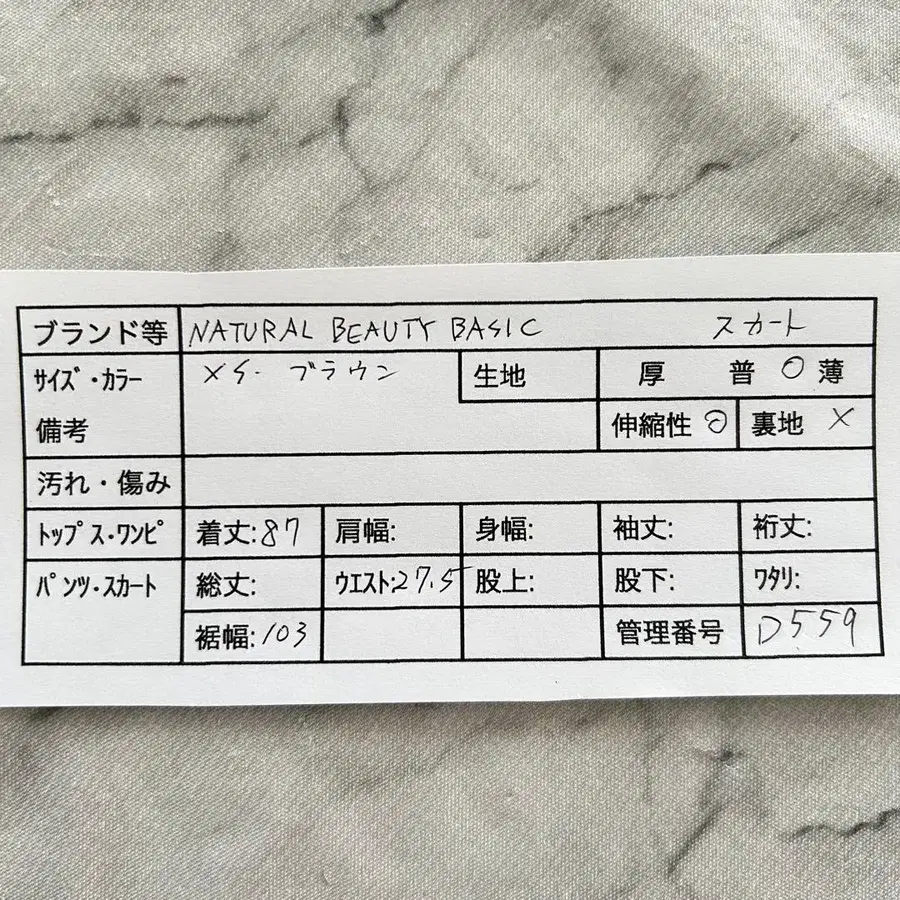 ブランド等 NATURAL BEAUTY BASIC スカート
サイズ・カラー XS. ブラウン 生地 厚 普 ○ 薄
備考 伸縮性 ◎ 裏地 ×
汚れ・傷み
トップス・ワンピ 着丈:87 肩幅: 身幅: 袖丈: 裄丈:
パンツ・スカート 総丈: ウエスト:27.5 股上: 股下: ワタリ:
裾幅:103 管理番号 D559